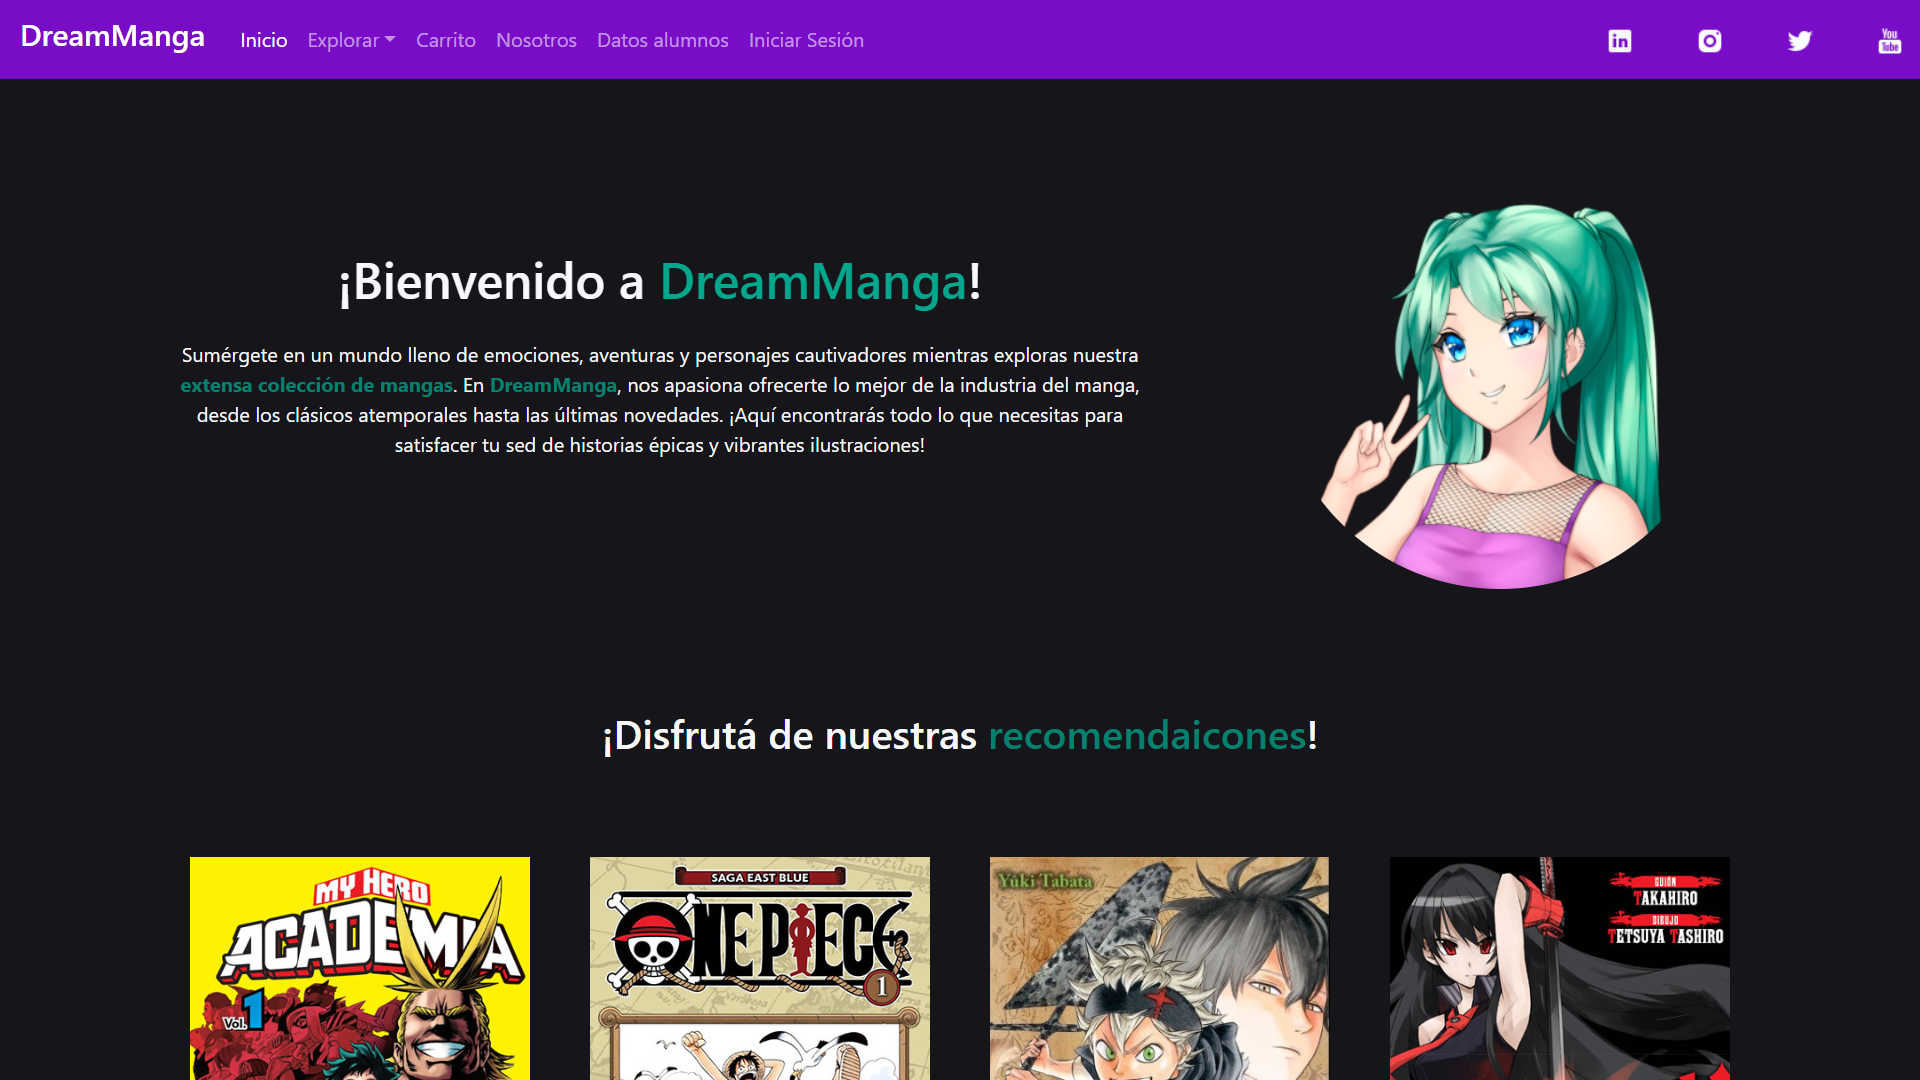 DreamManga
Inicio
Explorar
Carrito
Nosotros
Datos alumnos
Iniciar Sesión
You
Tube
¡Bienvenido a DreamManga!
Sumérgete en un mundo lleno de emociones, aventuras y personajes cautivadores mientras exploras nuestra
extensa colección de mangas. En DreamManga, nos apasiona ofrecerte lo mejor de la industria del manga,
desde los clásicos atemporales hasta las últimas novedades. ¡Aquí encontrarás todo lo que necesitas para
satisfacer tu sed de historias épicas y vibrantes ilustraciones!
¡Disfrutá de nuestras recomendaicones!
MY HERO
ACADEMIA
Vol. 1
SAGA EAST BLUE
ONE PIECE
1
Yûki Tabata
GUIÓN
TAKAHIRO
DIBUJO
TETSUYA TASHIRO